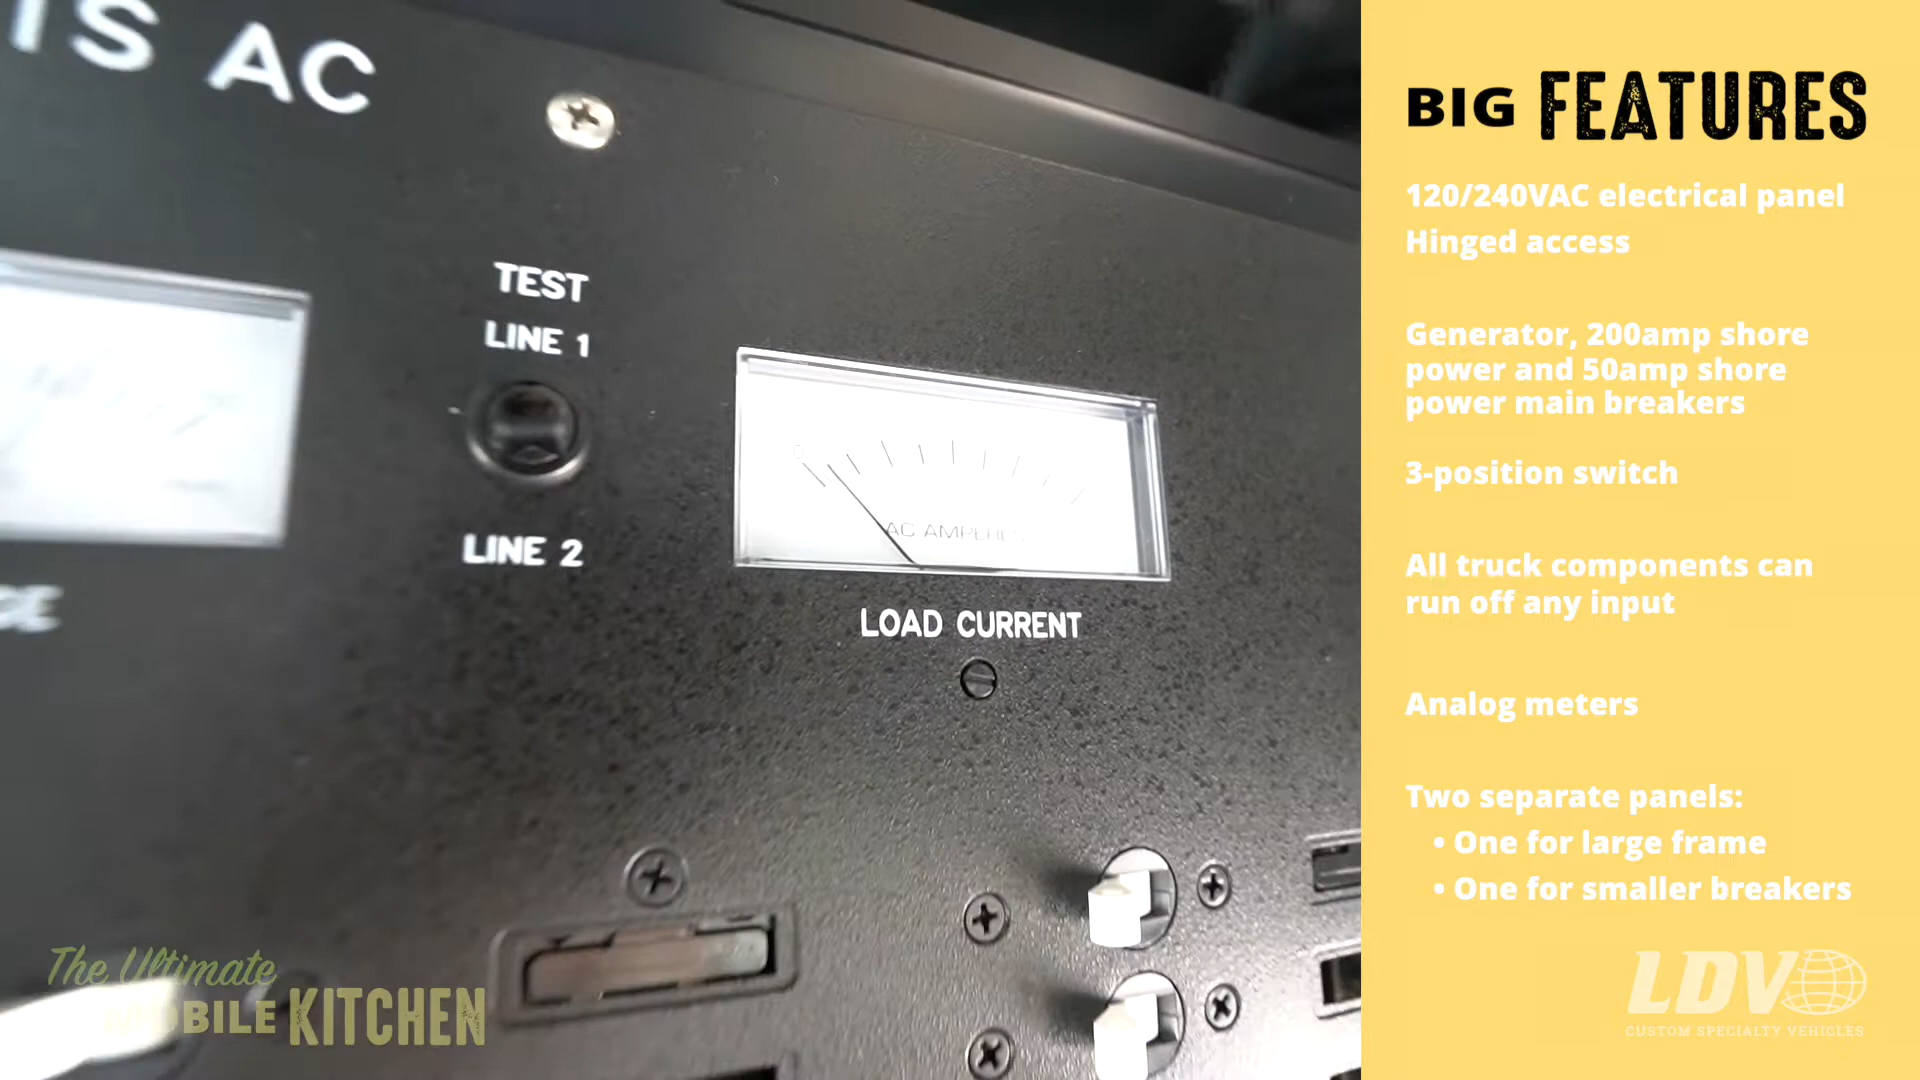 IS AC
TEST
LINE 1
LINE 2
0
AC AMPERES
LOAD CURRENT
The Ultimate
MOBILE KITCHEN
BIG FEATURES
120/240VAC electrical panel
Hinged access
Generator, 200amp shore
power and 50amp shore
power main breakers
3-position switch
All truck components can
run off any input
Analog meters
Two separate panels:
• One for large frame
• One for smaller breakers
LDV
CUSTOM SPECIALTY VEHICLES